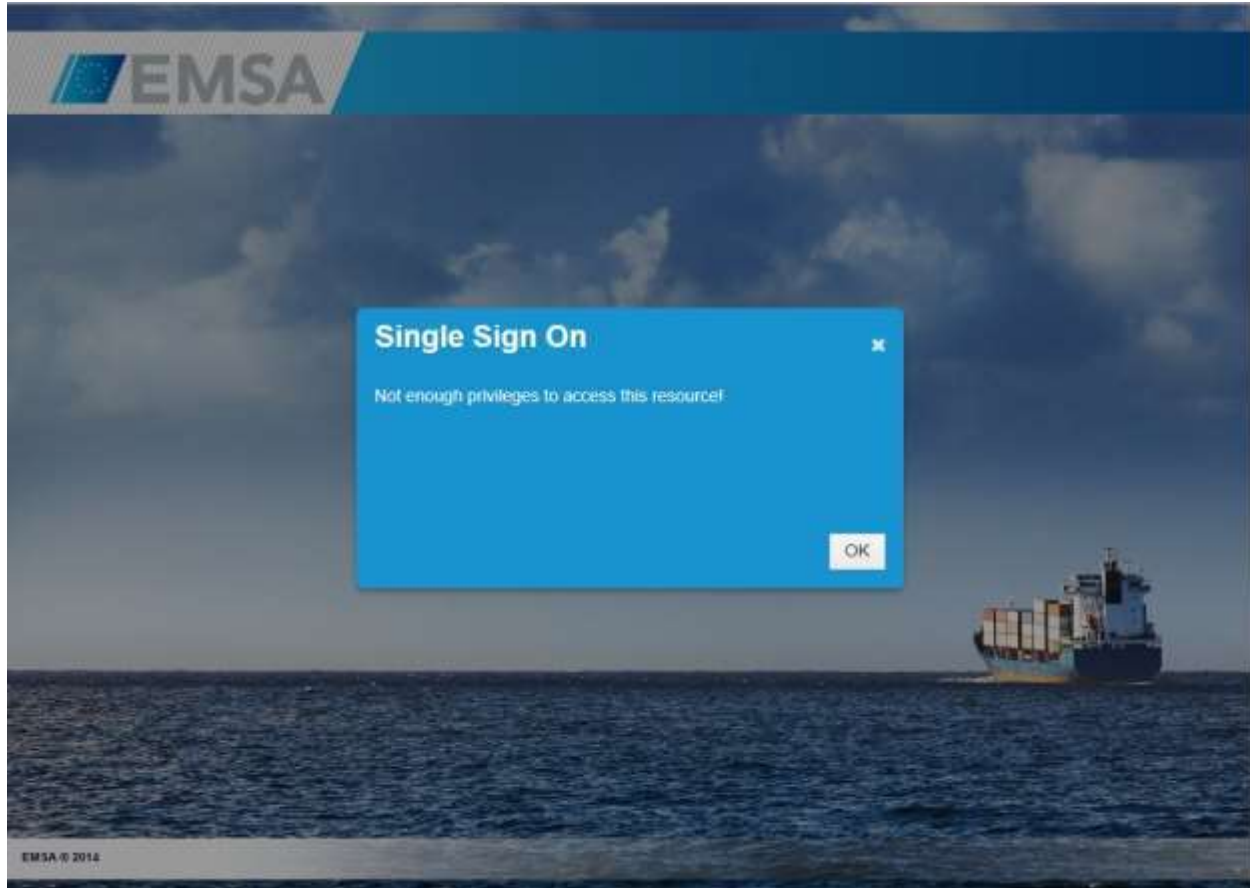 EMSA
Single Sign On
Not enough privileges to access this resource!
OK
EMSA © 2014